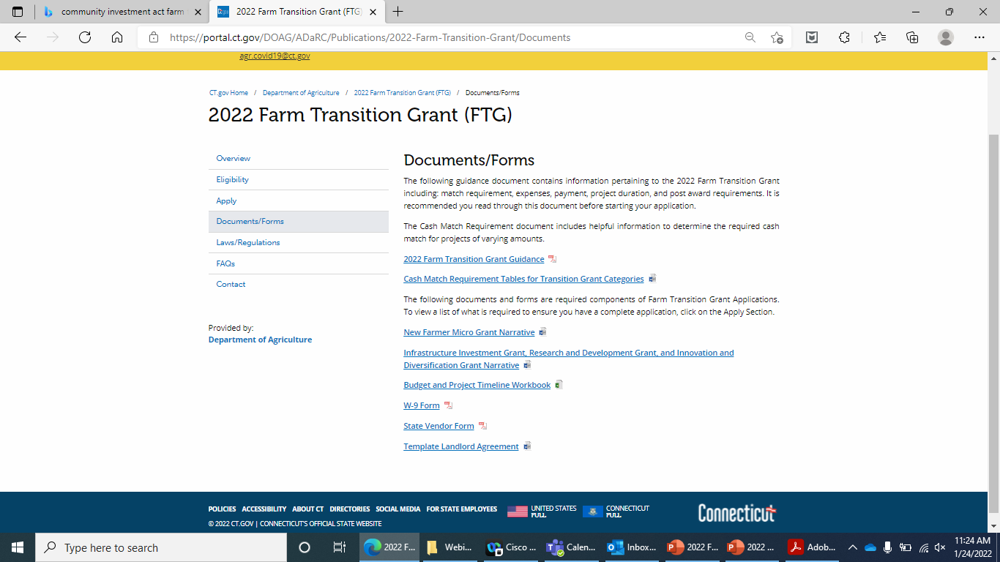 community investment act farm
2022 Farm Transition Grant (FTG)
https://portal.ct.gov/DOAG/ADaRC/Publications/2022-Farm-Transition-Grant/Documents
agr.covid19@ct.gov
CT.gov Home / Department of Agriculture / 2022 Farm Transition Grant (FTG) / Documents/Forms
2022 Farm Transition Grant (FTG)
Overview
Eligibility
Apply
Documents/Forms
Laws/Regulations
FAQs
Contact
Provided by:
Department of Agriculture
Documents/Forms
The following guidance document contains information pertaining to the 2022 Farm Transition Grant
including: match requirement, expenses, payment, project duration, and post award requirements. It is
recommended you read through this document before starting your application.
The Cash Match Requirement document includes helpful information to determine the required cash
match for projects of varying amounts.
2022 Farm Transition Grant Guidance
Cash Match Requirement Tables for Transition Grant Categories
The following documents and forms are required components of Farm Transition Grant Applications.
To view a list of what is required to ensure you have a complete application, click on the Apply Section.
New Farmer Micro Grant Narrative
Infrastructure Investment Grant, Research and Development Grant, and Innovation and
Diversification Grant Narrative
Budget and Project Timeline Workbook
W-9 Form
State Vendor Form
Template Landlord Agreement
POLICIES ACCESSIBILITY ABOUT CT DIRECTORIES SOCIAL MEDIA FOR STATE EMPLOYEES
UNITED STATES
FULL
CONNECTICUT
FULL
© 2022 CT.GOV | CONNECTICUT'S OFFICIAL STATE WEBSITE
Connecticut
Type here to search
2022 F...
Webi...
Cisco ...
Calen...
Inbox...
2022 F...
2022 ...
Adob...
11:24 AM
1/24/2022